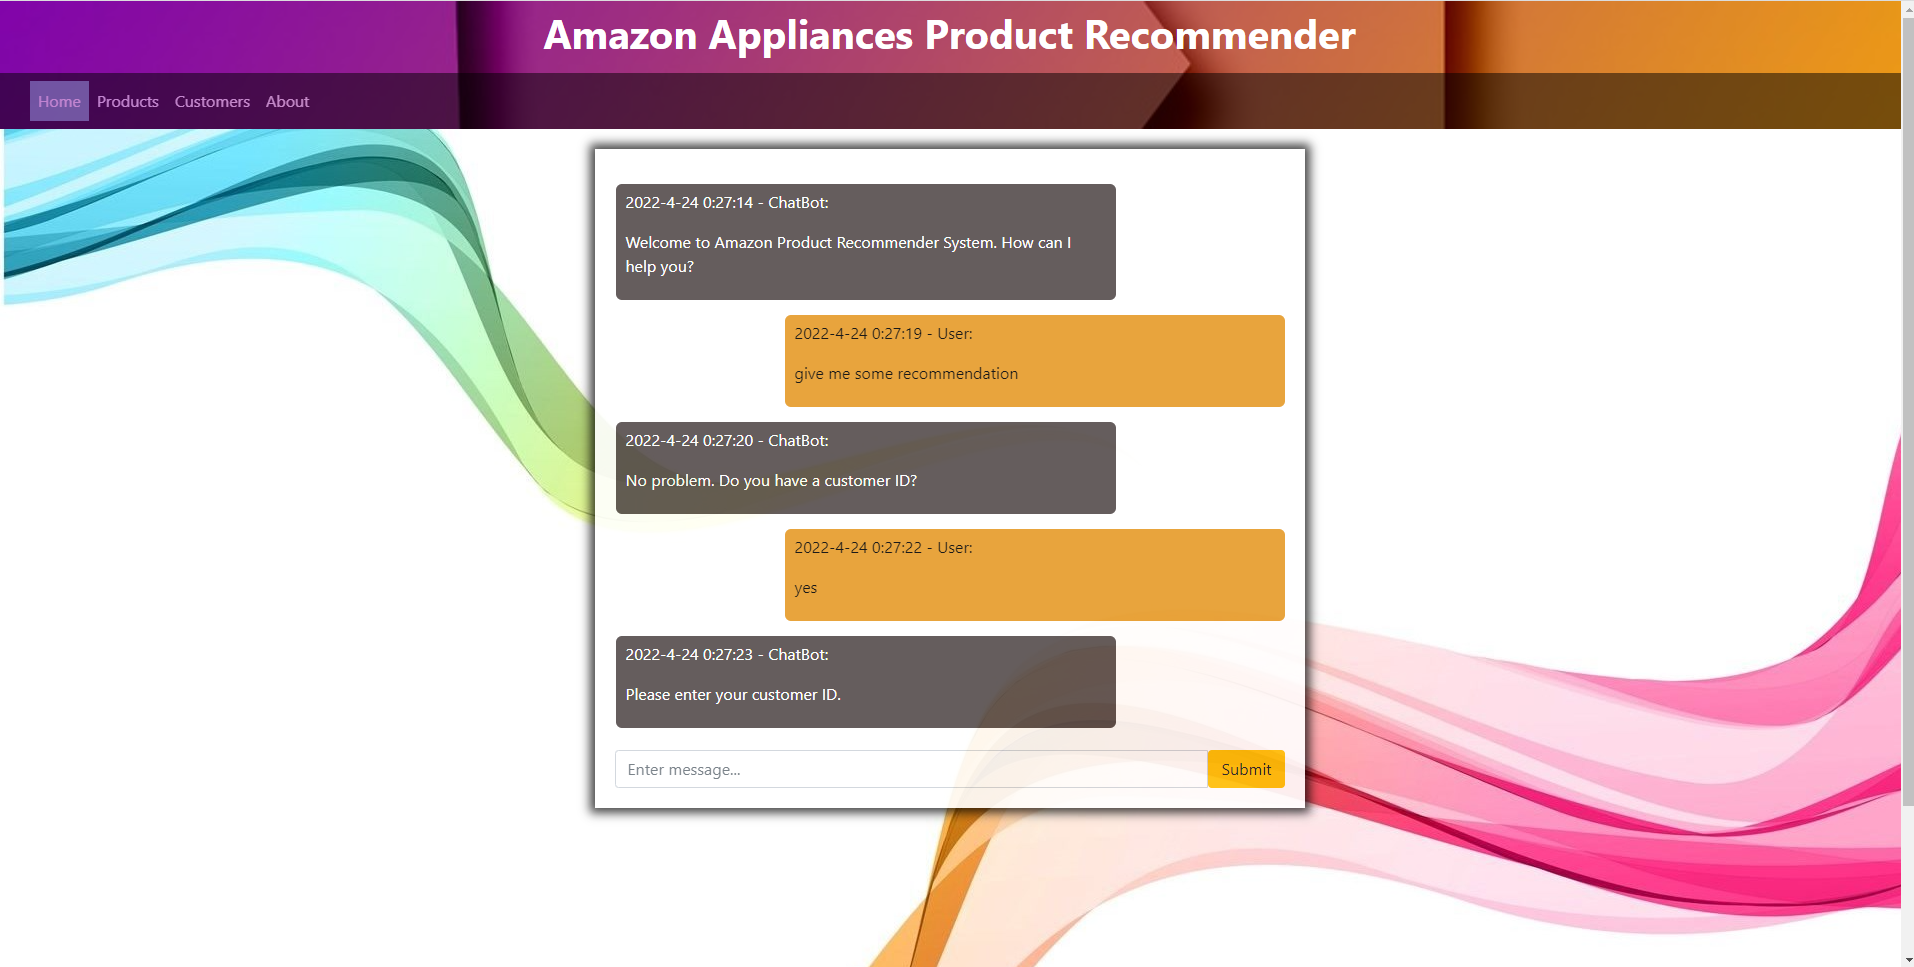 Amazon Appliances Product Recommender
Home Products Customers About
2022-4-24 0:27:14 - ChatBot:
Welcome to Amazon Product Recommender System. How can I
help you?
2022-4-24 0:27:19 - User:
give me some recommendation
2022-4-24 0:27:20 - ChatBot:
No problem. Do you have a customer ID?
2022-4-24 0:27:22 - User:
yes
2022-4-24 0:27:23 - ChatBot:
Please enter your customer ID.
Enter message... Submit